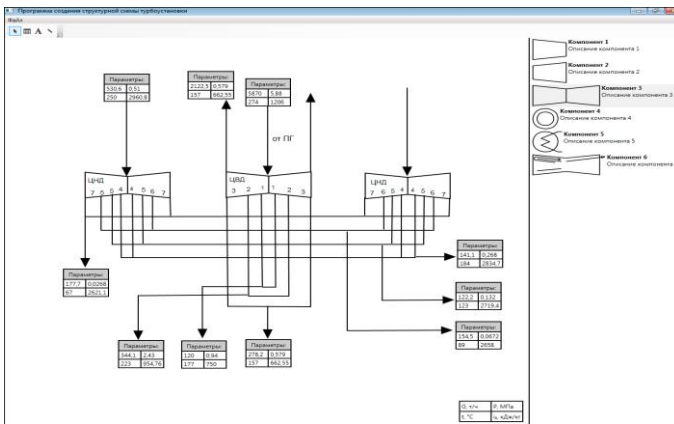 Программа создания структурной схемы турбоустановки
Файл
A
Параметры:
530,6 0,51
250 2960,8
Параметры:
2122,5 0,579
157 662,55
Параметры:
5870 5,88
274 1206
от ПГ
ЦНД
7 5 5 4 4 5 6 7
ЦВД
3 2 1 1 2 3
ЦНД
7 6 5 4 4 5 6 7
Параметры:
177,7 0,0268
67 2621,1
Параметры:
344,1 2,43
223 954,76
Параметры:
120 0,94
177 750
Параметры:
278,2 0,579
157 662,55
Параметры:
141,1 0,268
184 2834,7
Параметры:
122,2 0,132
123 2719,4
Параметры:
154,5 0,0672
89 2658
G, т/ч P, МПа
t, °C кДж/кг
Компонент 1
Описание компонента 1
Компонент 2
Описание компонента 2
Компонент 3
Описание компонента 3
Компонент 4
Описание компонента 4
Компонент 5
Описание компонента 5
Компонент 6
Описание компонента